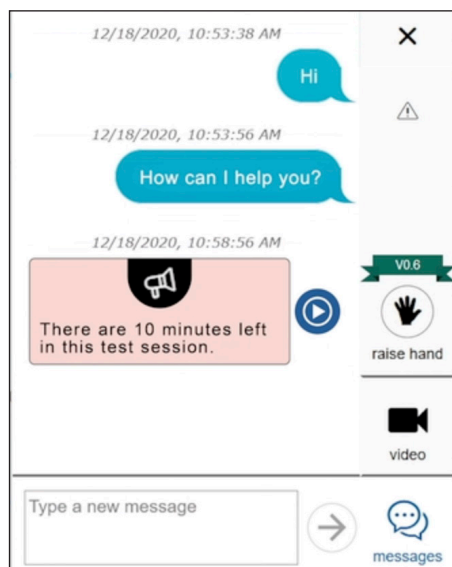 12/18/2020, 10:53:38 AM
Hi
12/18/2020, 10:53:56 AM
How can I help you?
12/18/2020, 10:58:56 AM
There are 10 minutes left
in this test session.
V0.6
raise hand
video
Type a new message
messages